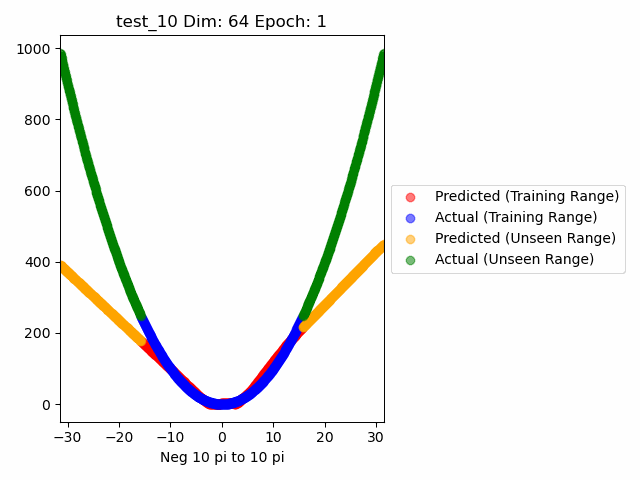 test_10 Dim: 64 Epoch: 1
1000
800
600
400
200
0
−30
−20
−10
0
10
20
30
Neg 10 pi to 10 pi
Predicted (Training Range)
Actual (Training Range)
Predicted (Unseen Range)
Actual (Unseen Range)